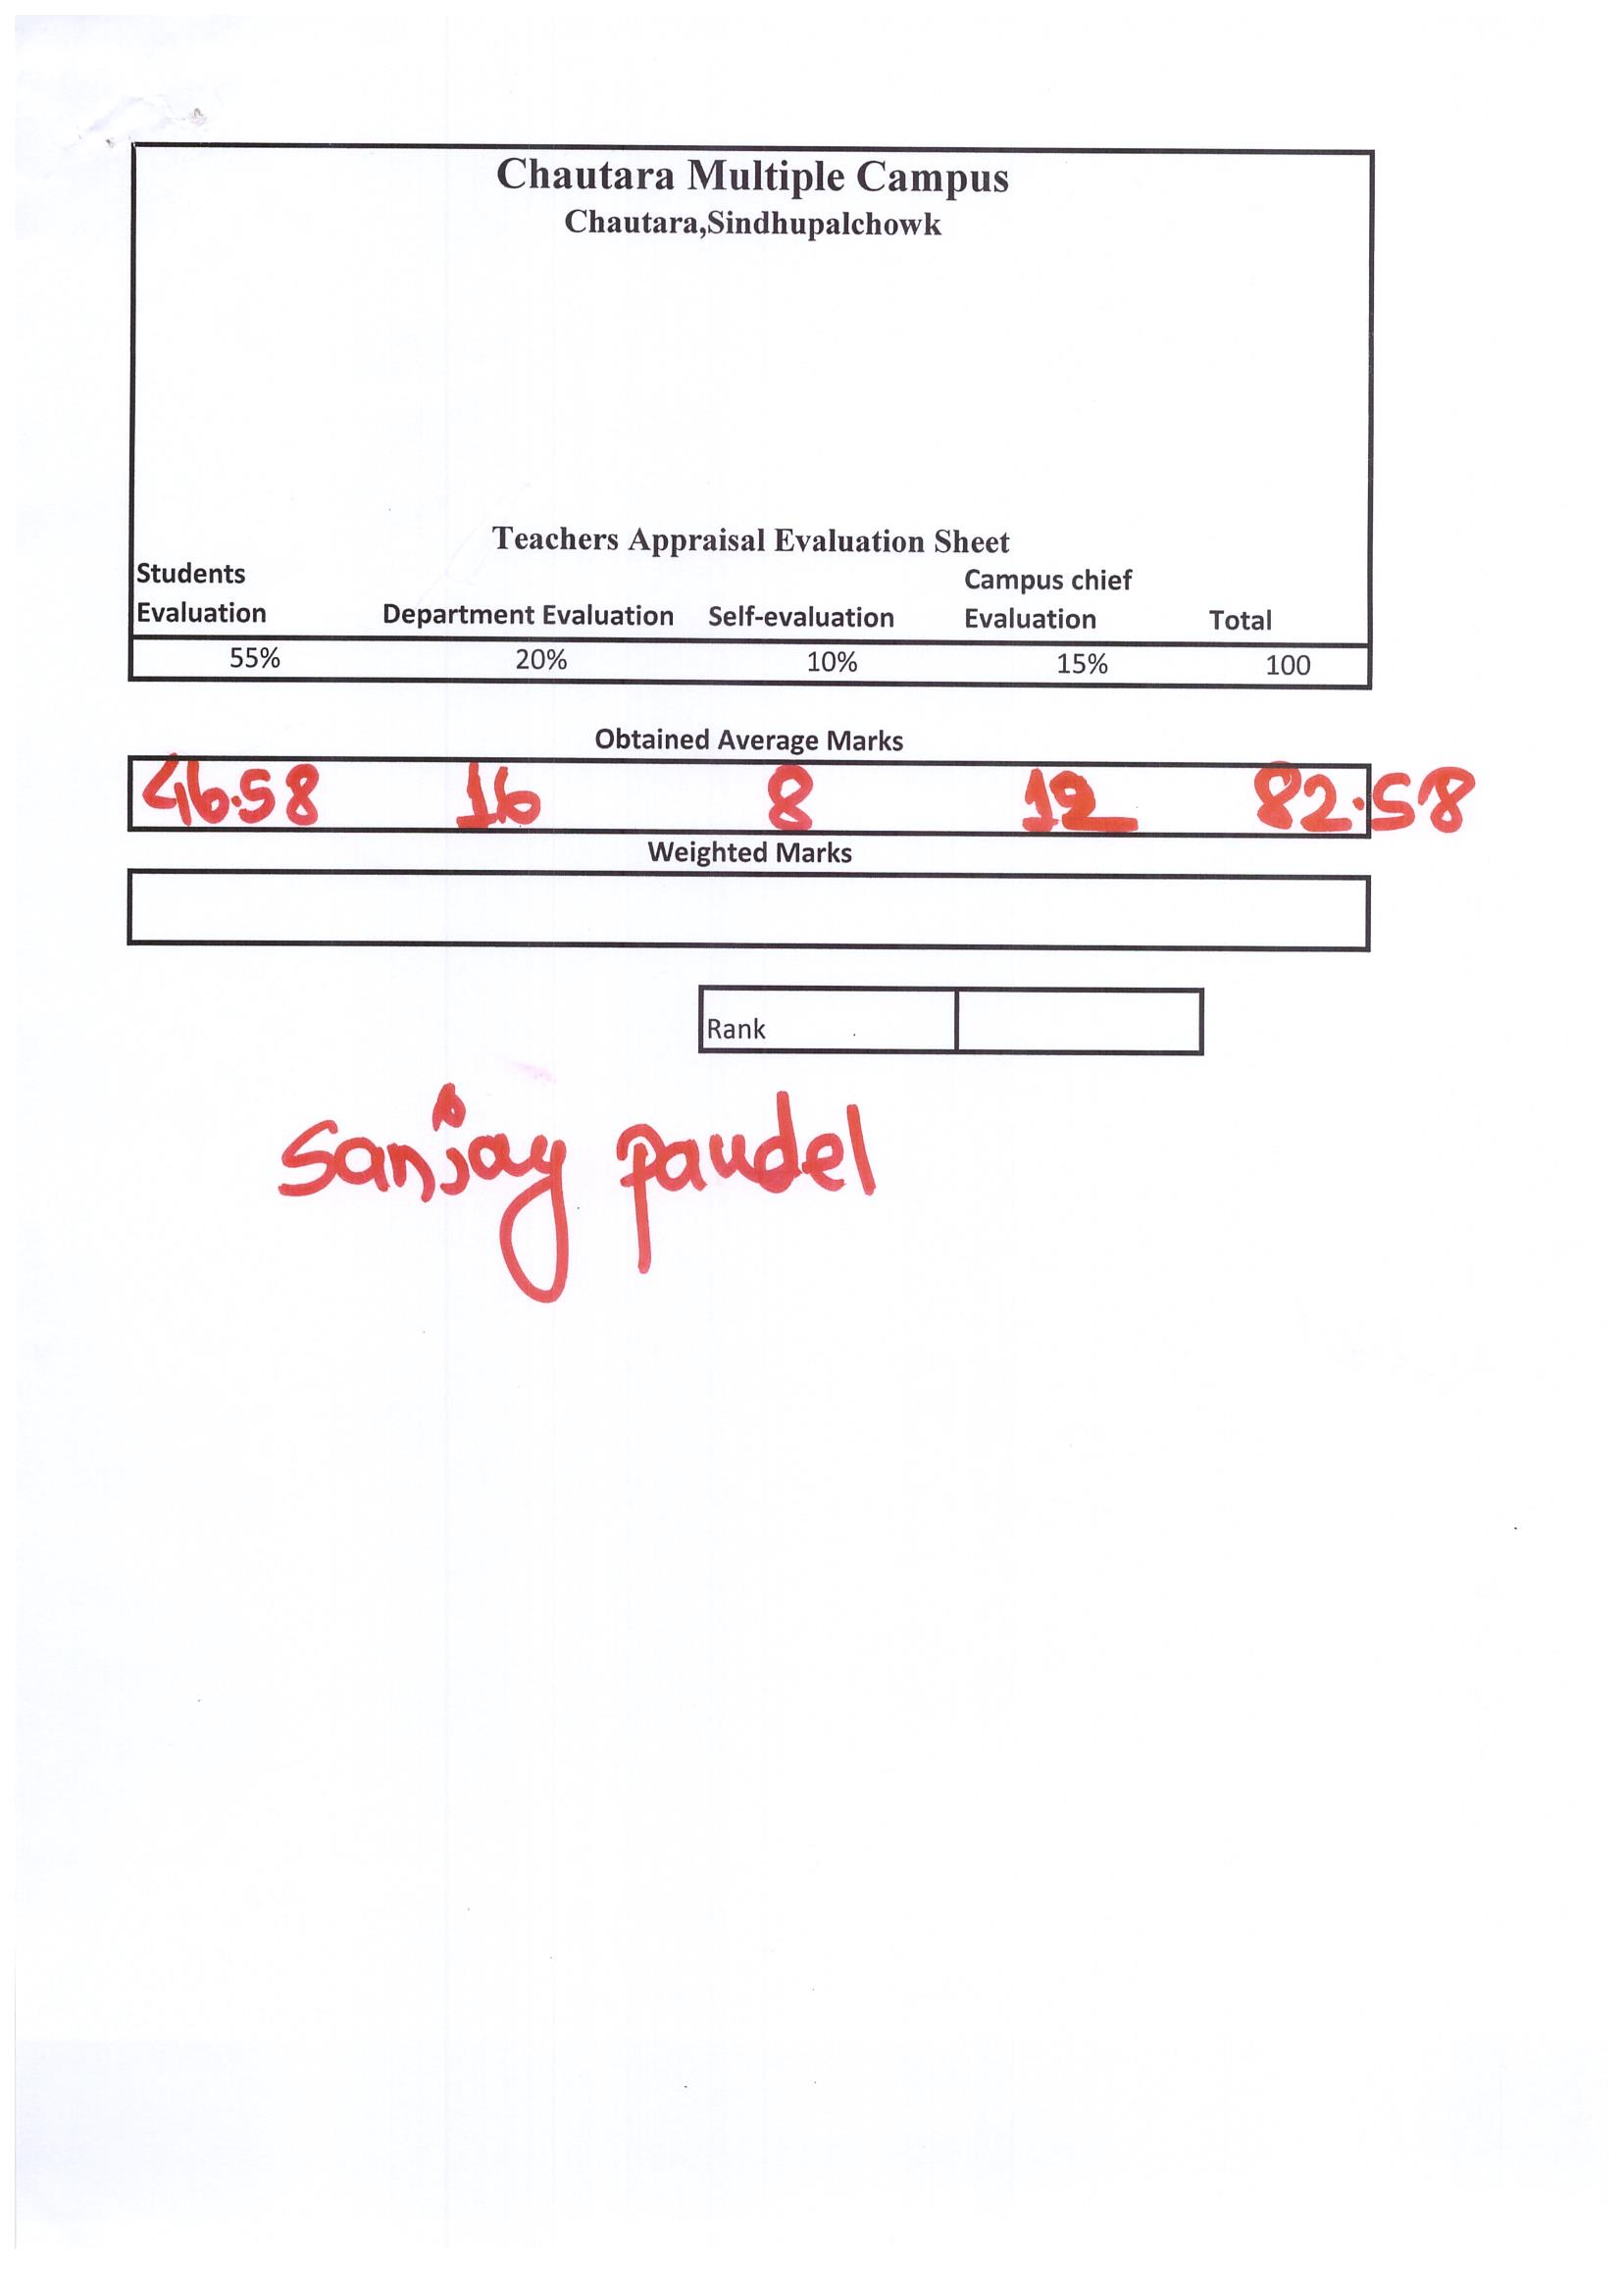 Chautara Multiple Campus
Chautara,Sindhupalchowk
Teachers Appraisal Evaluation Sheet
Students Evaluation Department Evaluation Self-evaluation Campus chief Evaluation Total
55% 20% 10% 15% 100
Obtained Average Marks
46.58 16 8 12 82.58
Weighted Marks
Rank
Sanjay paudel